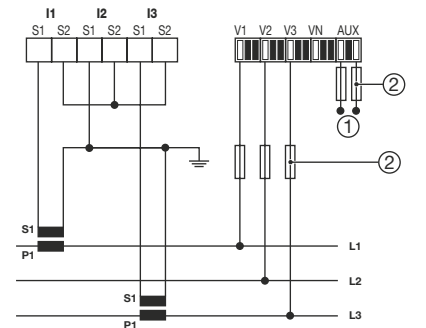 I1 I2 I3
S1 S2 S1 S2 S1 S2
V1 V2 V3 VN AUX
2
1
2
S1
P1
L1
L2
S1
P1
L3